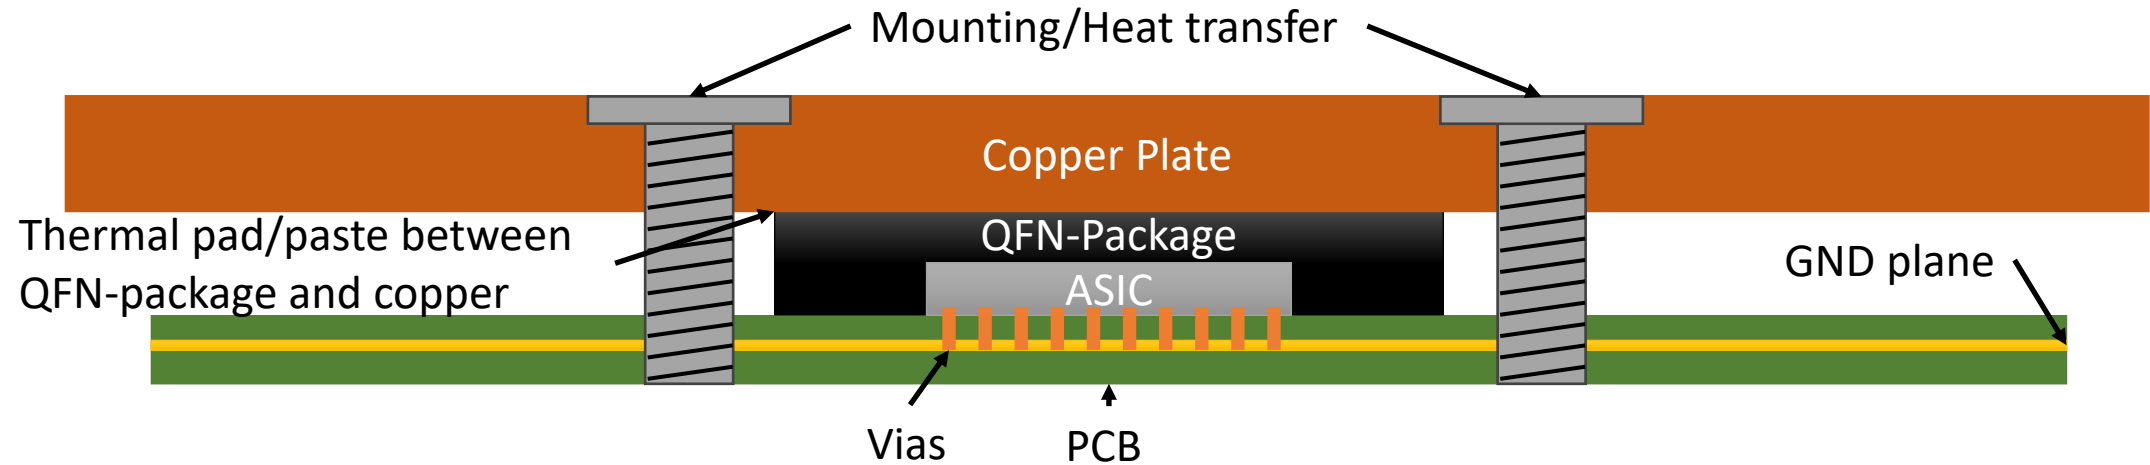 Mounting/Heat transfer
Copper Plate
Thermal pad/paste between
QFN-package and copper
QFN-Package
ASIC
GND plane
Vias
PCB